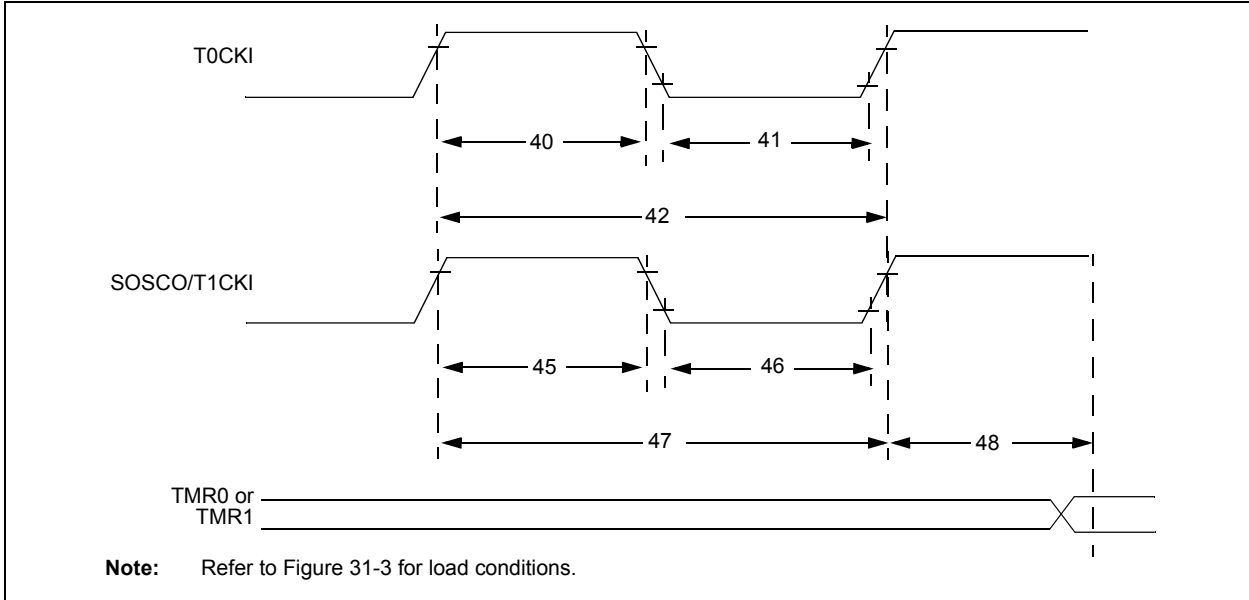 T0CKI
40
41
42
SOSCO/T1CKI
45
46
47
48
TMR0 or
TMR1
Note: Refer to Figure 31-3 for load conditions.